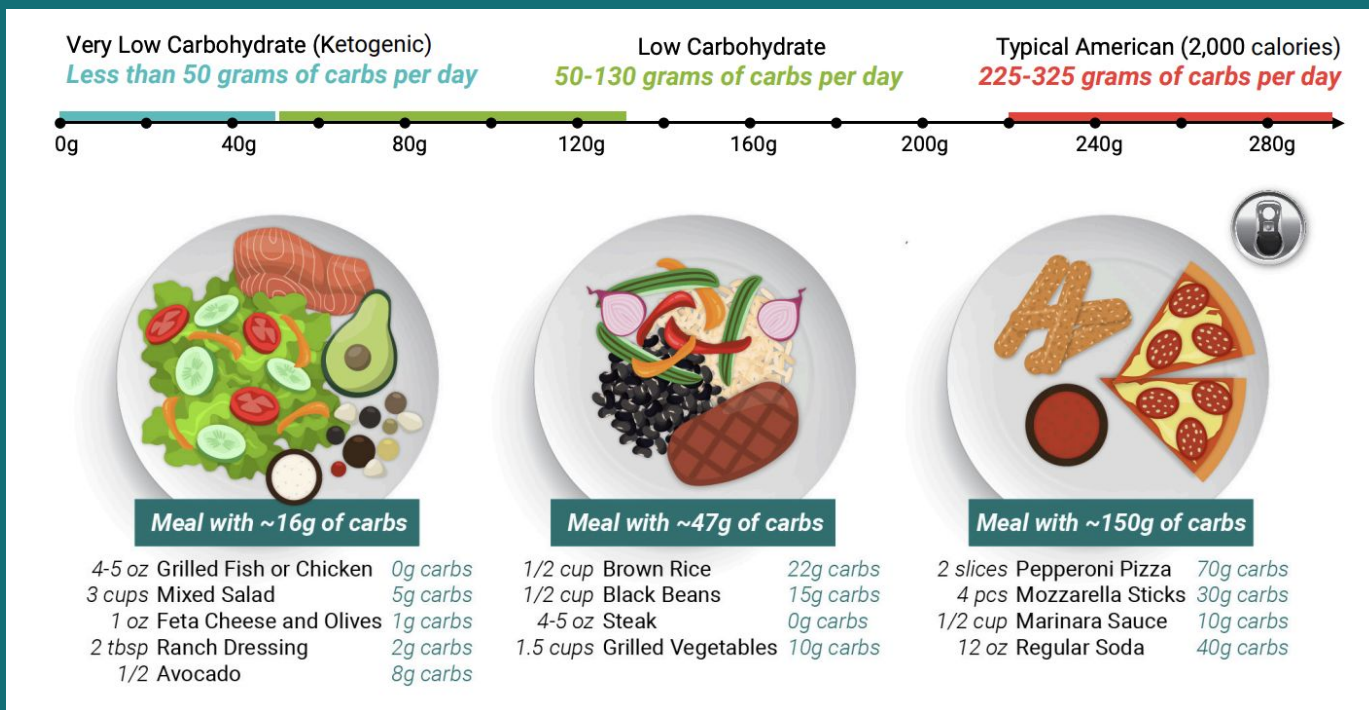 Very Low Carbohydrate (Ketogenic)
Less than 50 grams of carbs per day
Low Carbohydrate
50-130 grams of carbs per day
Typical American (2,000 calories)
225-325 grams of carbs per day
0g 40g 80g 120g 160g 200g 240g 280g
Meal with ~16g of carbs
4-5 oz Grilled Fish or Chicken 0g carbs
3 cups Mixed Salad 5g carbs
1 oz Feta Cheese and Olives 1g carbs
2 tbsp Ranch Dressing 2g carbs
1/2 Avocado 8g carbs
Meal with ~47g of carbs
1/2 cup Brown Rice 22g carbs
1/2 cup Black Beans 15g carbs
4-5 oz Steak 0g carbs
1.5 cups Grilled Vegetables 10g carbs
Meal with ~150g of carbs
2 slices Pepperoni Pizza 70g carbs
4 pcs Mozzarella Sticks 30g carbs
1/2 cup Marinara Sauce 10g carbs
12 oz Regular Soda 40g carbs